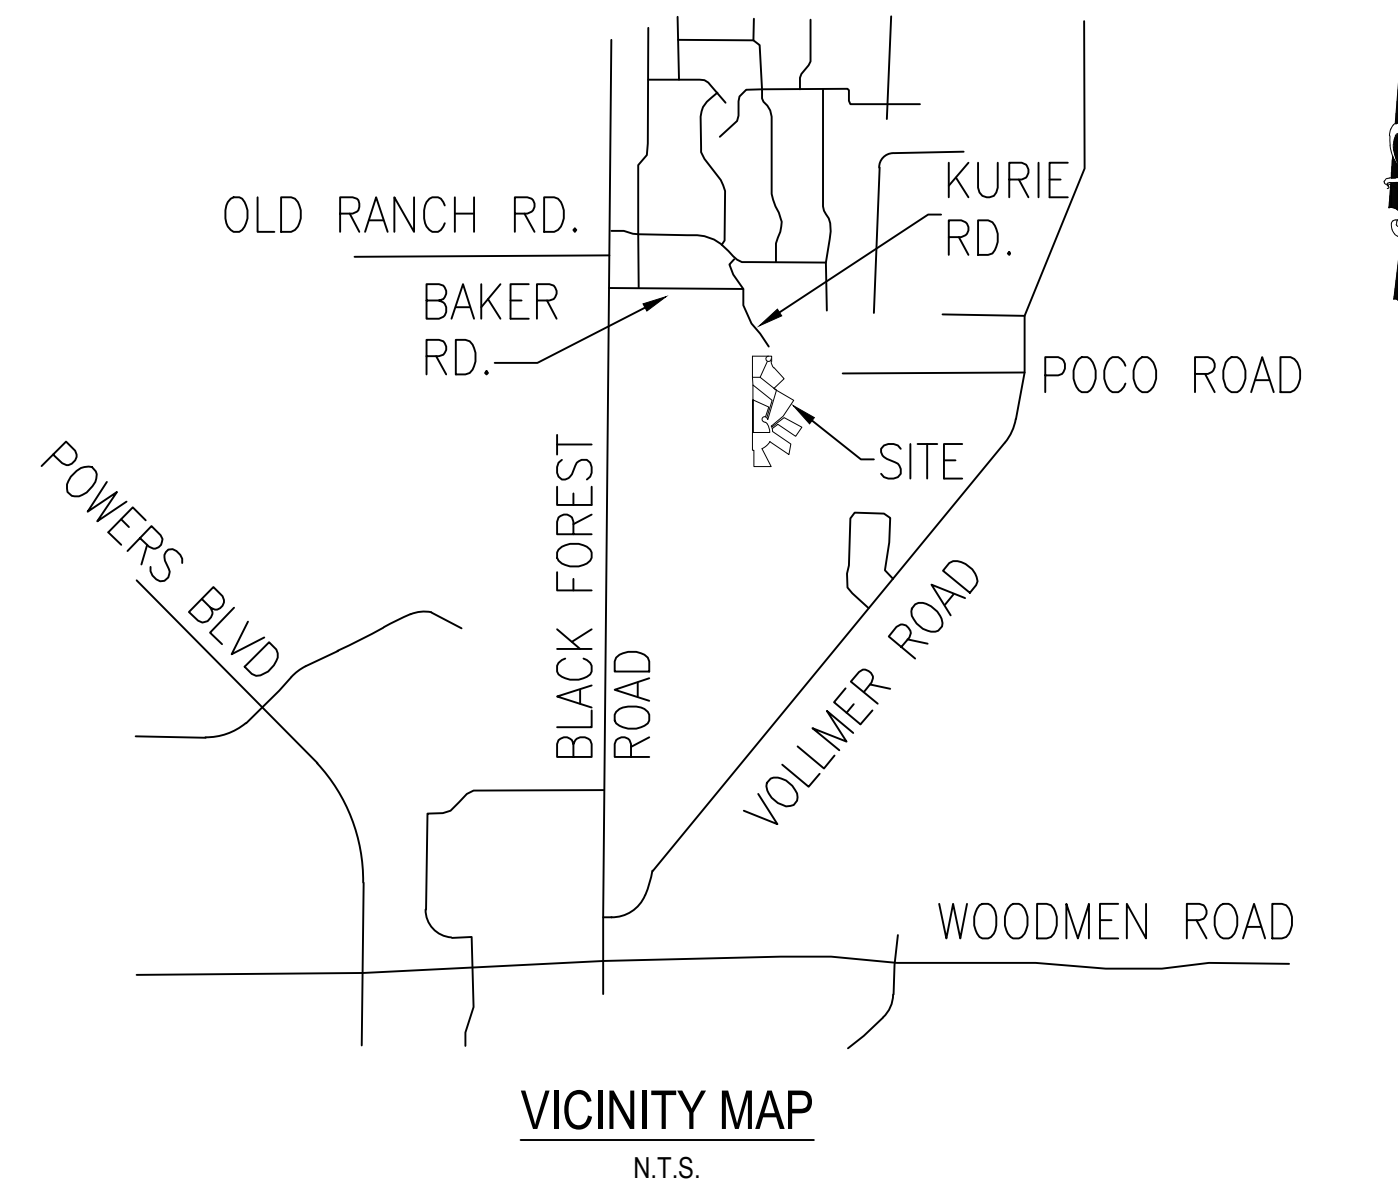 KURIE
RD.
OLD RANCH RD.
BAKER
RD.
POCO ROAD
SITE
POWERS BLVD
BLACK FOREST
ROAD
VOLLMER ROAD
WOODMEN ROAD
VICINITY MAP
N.T.S.